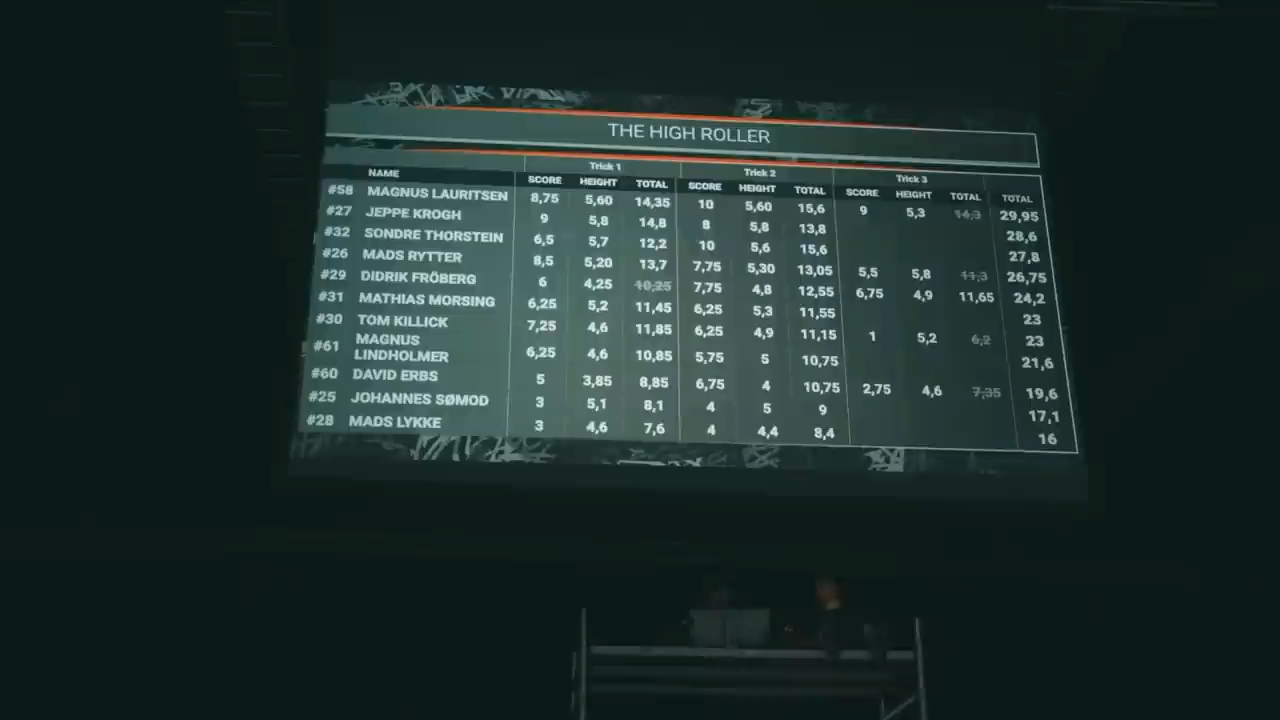 THE HIGH ROLLER
Trick 1 Trick 2 Trick 3
NAME SCORE HEIGHT TOTAL SCORE HEIGHT TOTAL SCORE HEIGHT TOTAL TOTAL
#58 MAGNUS LAURITSEN 8,75 5,60 14,35 10 5,60 15,6 9 5,3 14,3 29,95
#27 JEPPE KROGH 9 5,8 14,8 8 5,8 13,8 28,6
#32 SONDRE THORSTEIN 6,5 5,7 12,2 10 5,6 15,6 27,8
#26 MADS RYTTER 8,5 5,20 13,7 7,75 5,30 13,05 5,5 5,8 11,3 26,75
#29 DIDRIK FRÖBERG 6 4,25 10,25 7,75 4,8 12,55 6,75 4,9 11,65 24,2
#31 MATHIAS MORSING 6,25 5,2 11,45 6,25 5,3 11,55 23
#30 TOM KILLICK 7,25 4,6 11,85 6,25 4,9 11,15 1 5,2 6,2 23
#61 MAGNUS
LINDHOLMER 6,25 4,6 10,85 5,75 5 10,75 21,6
#60 DAVID ERBS 5 3,85 8,85 6,75 4 10,75 2,75 4,6 7,35 19,6
#25 JOHANNES SØMOD 3 5,1 8,1 4 5 9 17,1
#28 MADS LYKKE 3 4,6 7,6 4 4,4 8,4 16